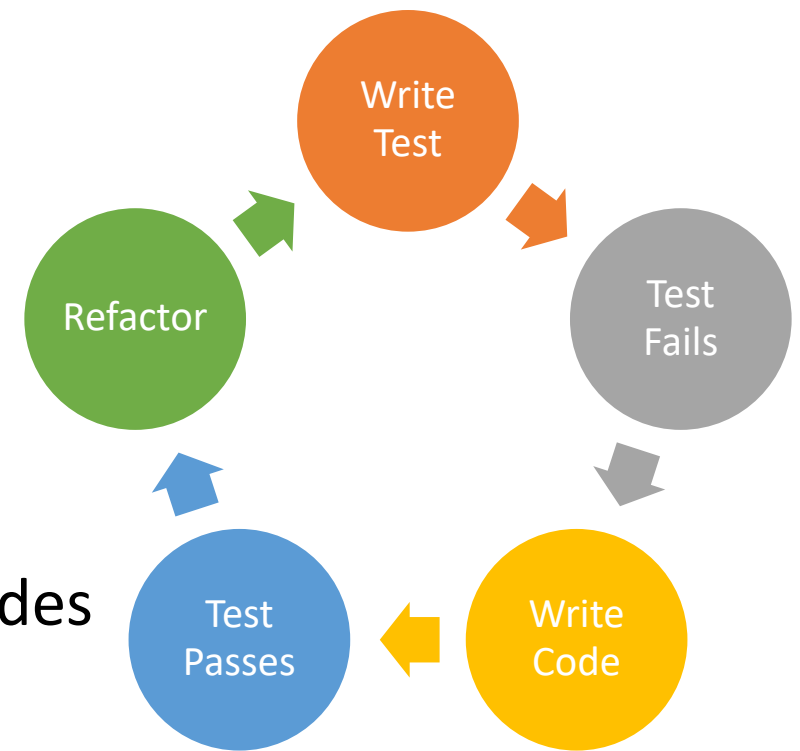 Write
Test
Test
Fails
Write
Code
Test
Passes
Refactor
des